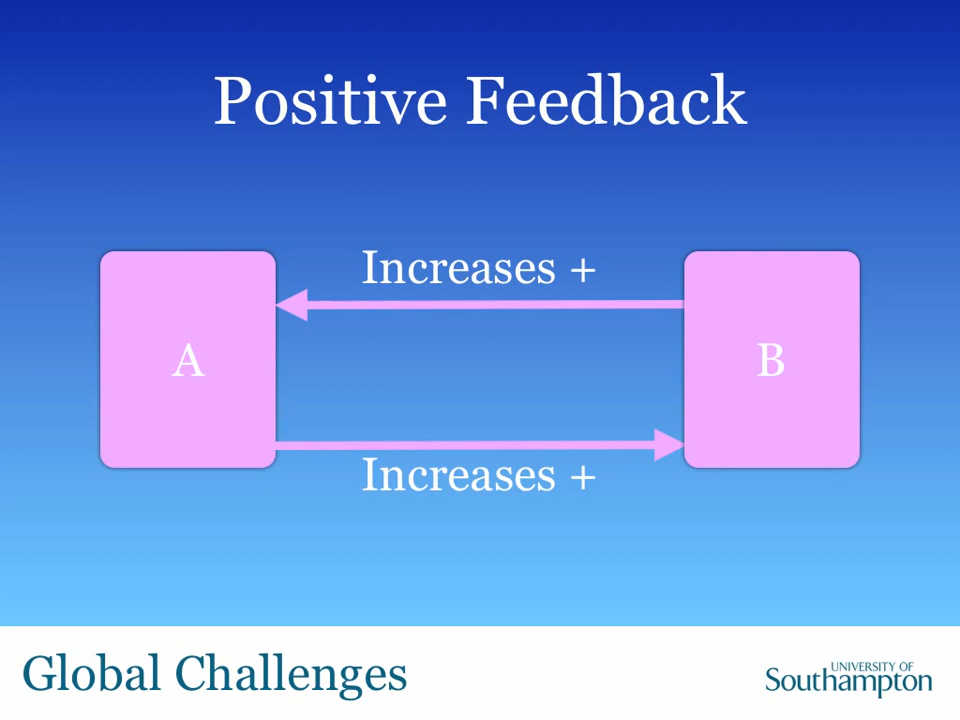 Positive Feedback
Increases +
A
B
Increases +
Global Challenges
UNIVERSITY OF
Southampton